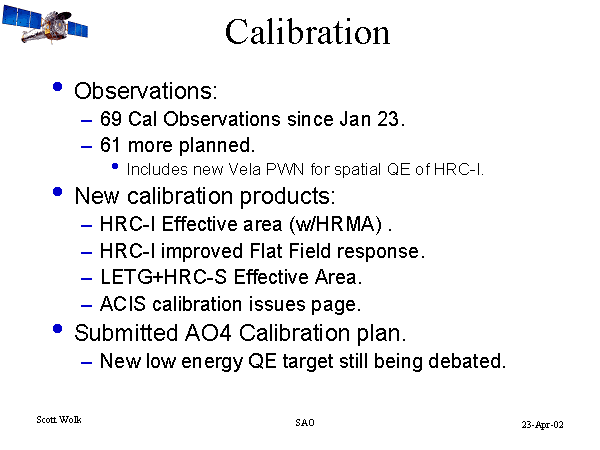 Calibration
• Observations:
– 69 Cal Observations since Jan 23.
– 61 more planned.
• Includes new Vela PWN for spatial QE of HRC-I.
• New calibration products:
– HRC-I Effective area (w/HRMA) .
– HRC-I improved Flat Field response.
– LETG+HRC-S Effective Area.
– ACIS calibration issues page.
• Submitted AO4 Calibration plan.
– New low energy QE target still being debated.
Scott Wolk
SAO
23-Apr-02